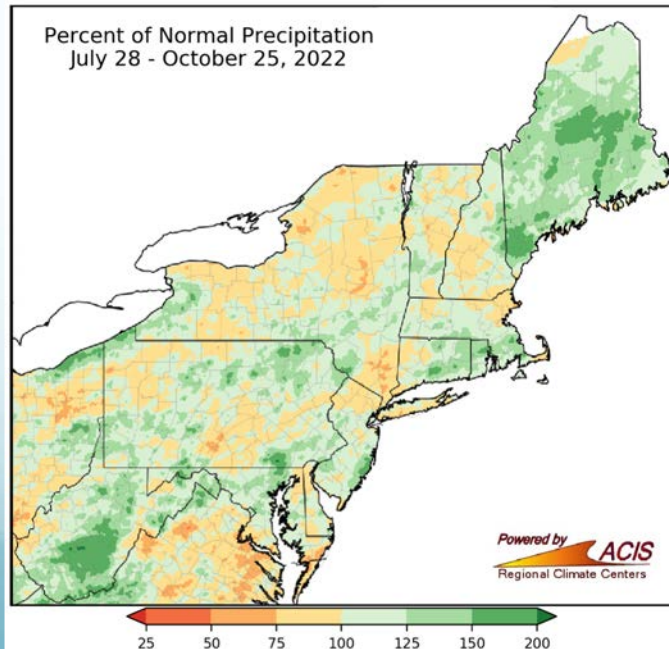 Percent of Normal Precipitation
July 28 - October 25, 2022
Powered by
ACIS
Regional Climate Centers
25 50 75 100 125 150 200